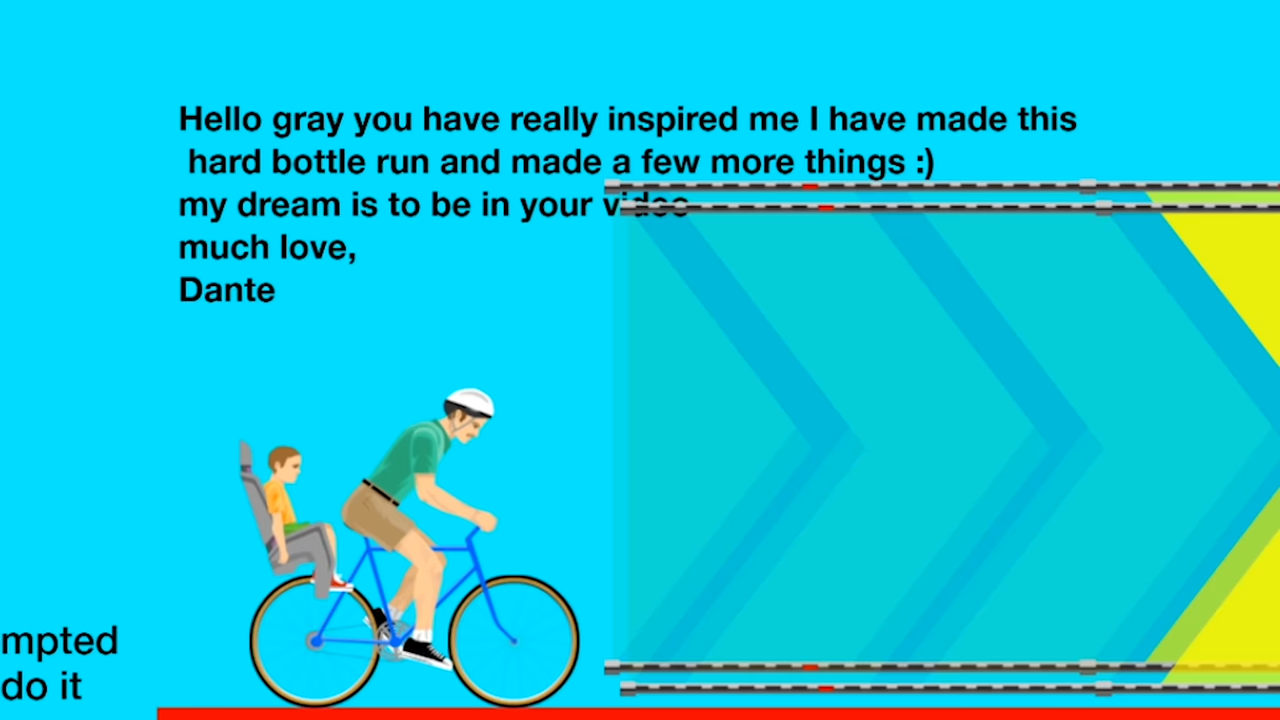 Hello gray you have really inspired me I have made this
hard bottle run and made a few more things :)
my dream is to be in your video
much love,
Dante
mpted
do it